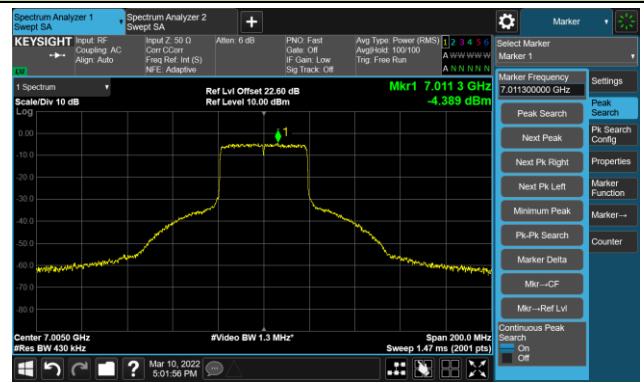 Spectrum Analyzer 1
Swept SA
Spectrum Analyzer 2
Swept SA
+
Marker
KEYSIGHT
Input: RF
Coupling: AC
Align: Auto
Input Z: 50 Ω
Corr CCorr
Freq Ref: Int (S)
NFE: Adaptive
Atten: 6 dB
PNO: Fast
Gate: Off
IF Gain: Low
Sig Track: Off
Avg Type: Power (RMS)
Avg|Hold: 100/100
Trig: Free Run
1 2 3 4 5 6
A W W W W W
A N N N N N
LV
Select Marker
Marker 1
1 Spectrum
Scale/Div 10 dB
Log
Ref Lvl Offset 22.60 dB
Ref Level 10.00 dBm
Mkr1 7.011 3 GHz
-4.389 dBm
1
0.00
-10.0
-20.0
-30.0
-40.0
-50.0
-60.0
-70.0
-80.0
Center 7.0050 GHz
#Res BW 430 kHz
#Video BW 1.3 MHz*
Span 200.0 MHz
Sweep 1.47 ms (2001 pts)
Marker Frequency
7.011300000 GHz
Peak Search
Next Peak
Next Pk Right
Next Pk Left
Minimum Peak
Pk-Pk Search
Marker Delta
Mkr→CF
Mkr→Ref Lvl
Continuous Peak
Search
On
Off
Settings
Peak
Search
Pk Search
Config
Properties
Marker
Function
Marker→
Counter
?
Mar 10, 2022
5:01:56 PM